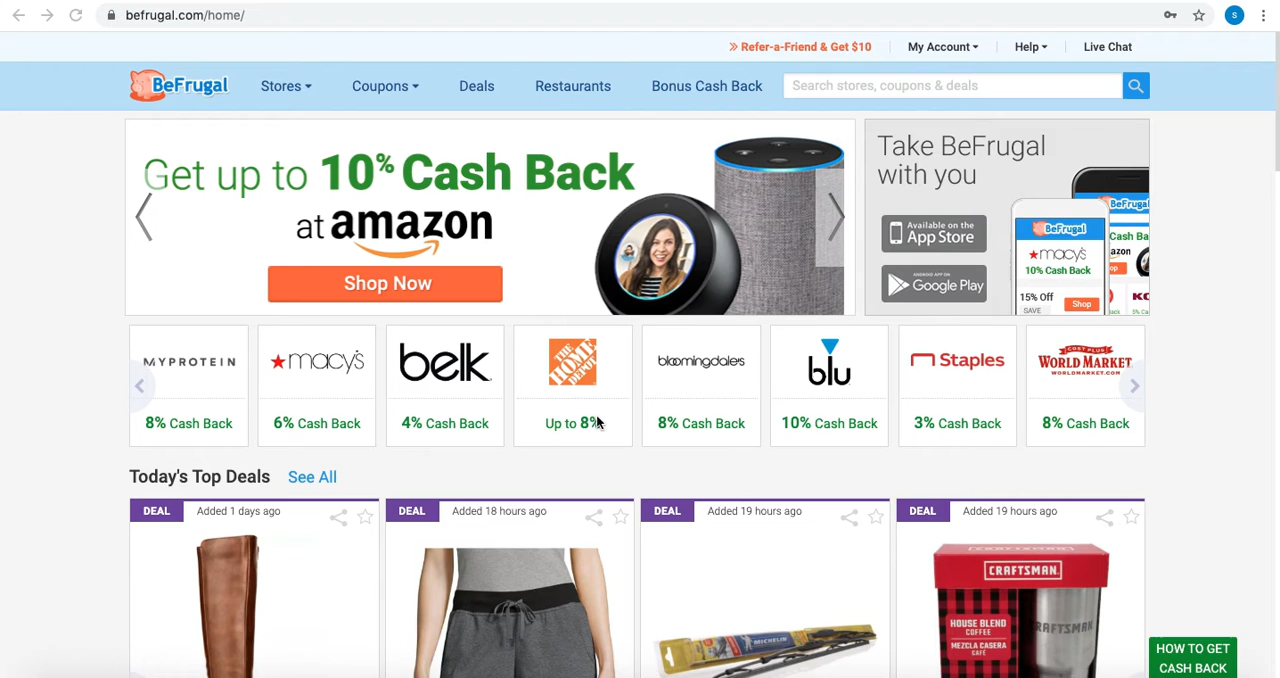 befrugal.com/home/
S
Refer-a-Friend & Get $10
My Account
Help
Live Chat
BeFrugal
Stores
Coupons
Deals
Restaurants
Bonus Cash Back
Search stores, coupons & deals
Get up to 10% Cash Back
at amazon
Shop Now
Take BeFrugal
with you
Available on the
App Store
ANDROID APP ON
Google Play
BeFrugal
macy's
10% Cash Back
15% Off
SAVE
Shop
MYPROTEIN
8% Cash Back
macy's
6% Cash Back
belk
4% Cash Back
THE HOME DEPOT
Up to 8%
bloomingdale's
8% Cash Back
blu
10% Cash Back
Staples
3% Cash Back
COST PLUS
WORLD MARKET
WORLDMARKET.COM
8% Cash Back
Today's Top Deals
See All
DEAL
Added 1 days ago
DEAL
Added 18 hours ago
DEAL
Added 19 hours ago
DEAL
Added 19 hours ago
MICHELIN
CRAFTSMAN
HOUSE BLEND
COFFEE
MEZCLA CASERA
CAFÉ
CRAFTSMAN
HOW TO GET
CASH BACK